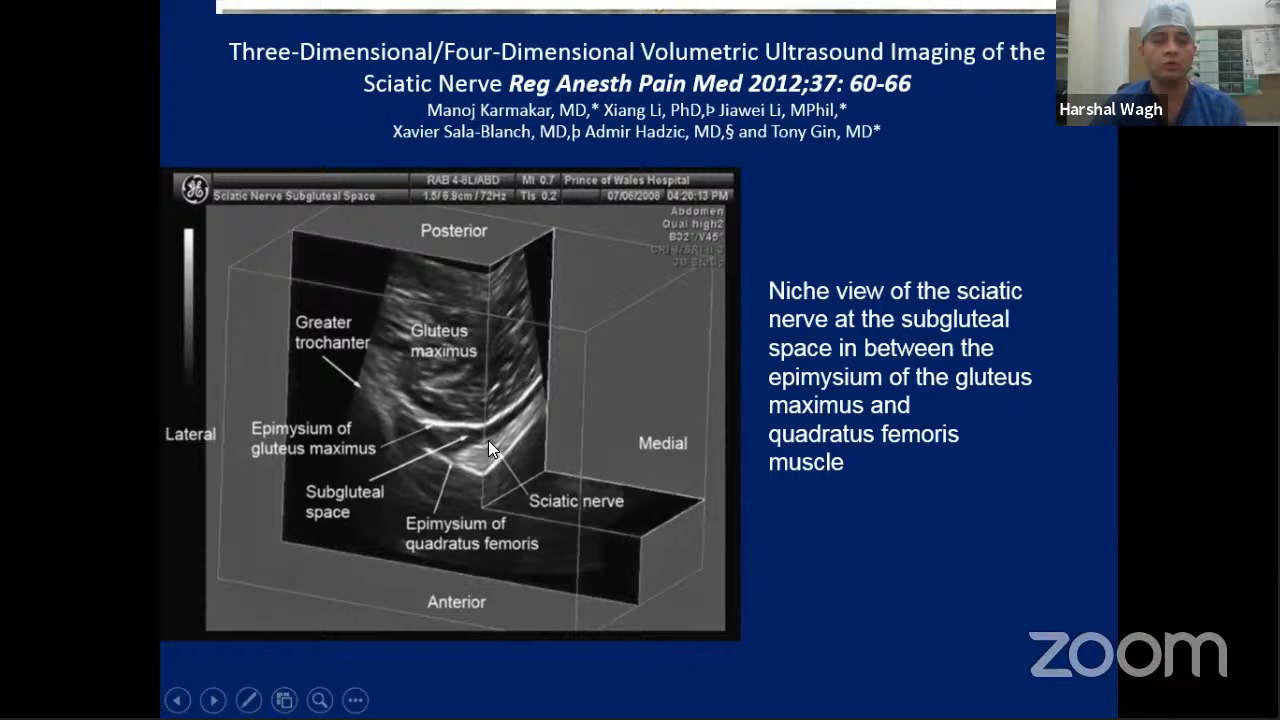 Three-Dimensional/Four-Dimensional Volumetric Ultrasound Imaging of the
Sciatic Nerve Reg Anesth Pain Med 2012;37: 60-66
Manoj Karmakar, MD,* Xiang Li, PhD,Þ Jiawei Li, MPhil,*
Xavier Sala-Blanch, MD,þ Admir Hadzic, MD,§ and Tony Gin, MD*
Harshal Wagh
RAB 4-8L/ABD MI 0.7 Prince of Wales Hospital
Sciatic Nerve Subgluteal Space 1.5/6.9cm/72Hz TIs 0.2 07/06/2008 04:20:13 PM
Abdomen
Qual high2
B32°/V45°
3D Static
Posterior
Greater
trochanter
Gluteus
maximus
Lateral
Epimysium of
gluteus maximus
Medial
Subgluteal
space
Sciatic nerve
Epimysium of
quadratus femoris
Anterior
Niche view of the sciatic
nerve at the subgluteal
space in between the
epimysium of the gluteus
maximus and
quadratus femoris
muscle
zoom